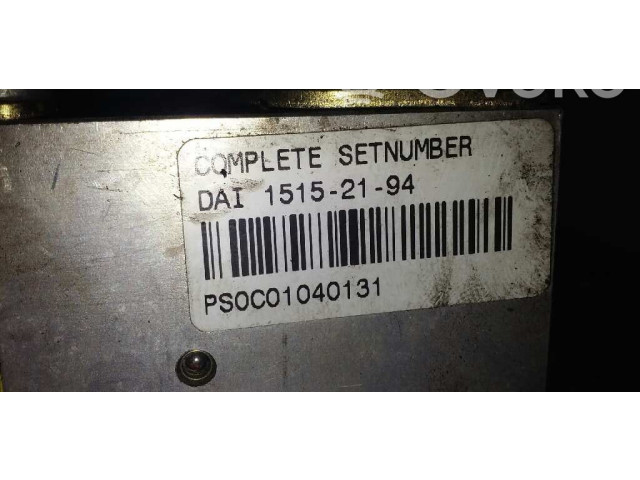 COMPLETE SETNUMBER
DAI 1515-21-94
PS0C01040131